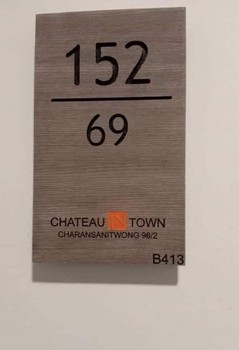 152
69
CHATEAU IN TOWN
CHARANSANITWONG 96/2
B413